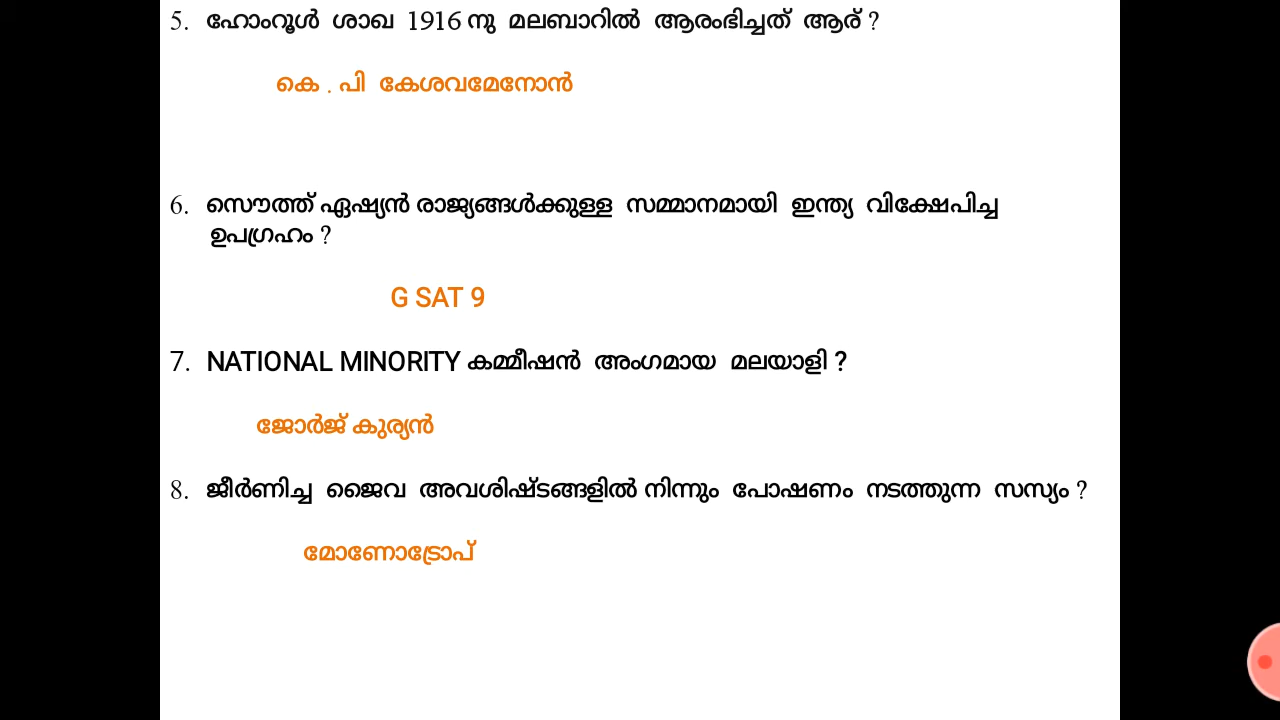 5. ഹോംറൂൾ ശാഖ 1916 നു മലബാറിൽ ആരംഭിച്ചത് ആര് ?
കെ . പി കേശവമേനോൻ
6. സൌത്ത് ഏഷ്യൻ രാജ്യങ്ങൾക്കുള്ള സമ്മാനമായി ഇന്ത്യ വിക്ഷേപിച്ച
ഉപഗ്രഹം ?
G SAT 9
7. NATIONAL MINORITY കമ്മീഷൻ അംഗമായ മലയാളി ?
ജോർജ് കുര്യൻ
8. ജീർണിച്ച ജൈവ അവശിഷ്ടങ്ങളിൽ നിന്നും പോഷണം നടത്തുന്ന സസ്യം ?
മോണോട്രോപ്